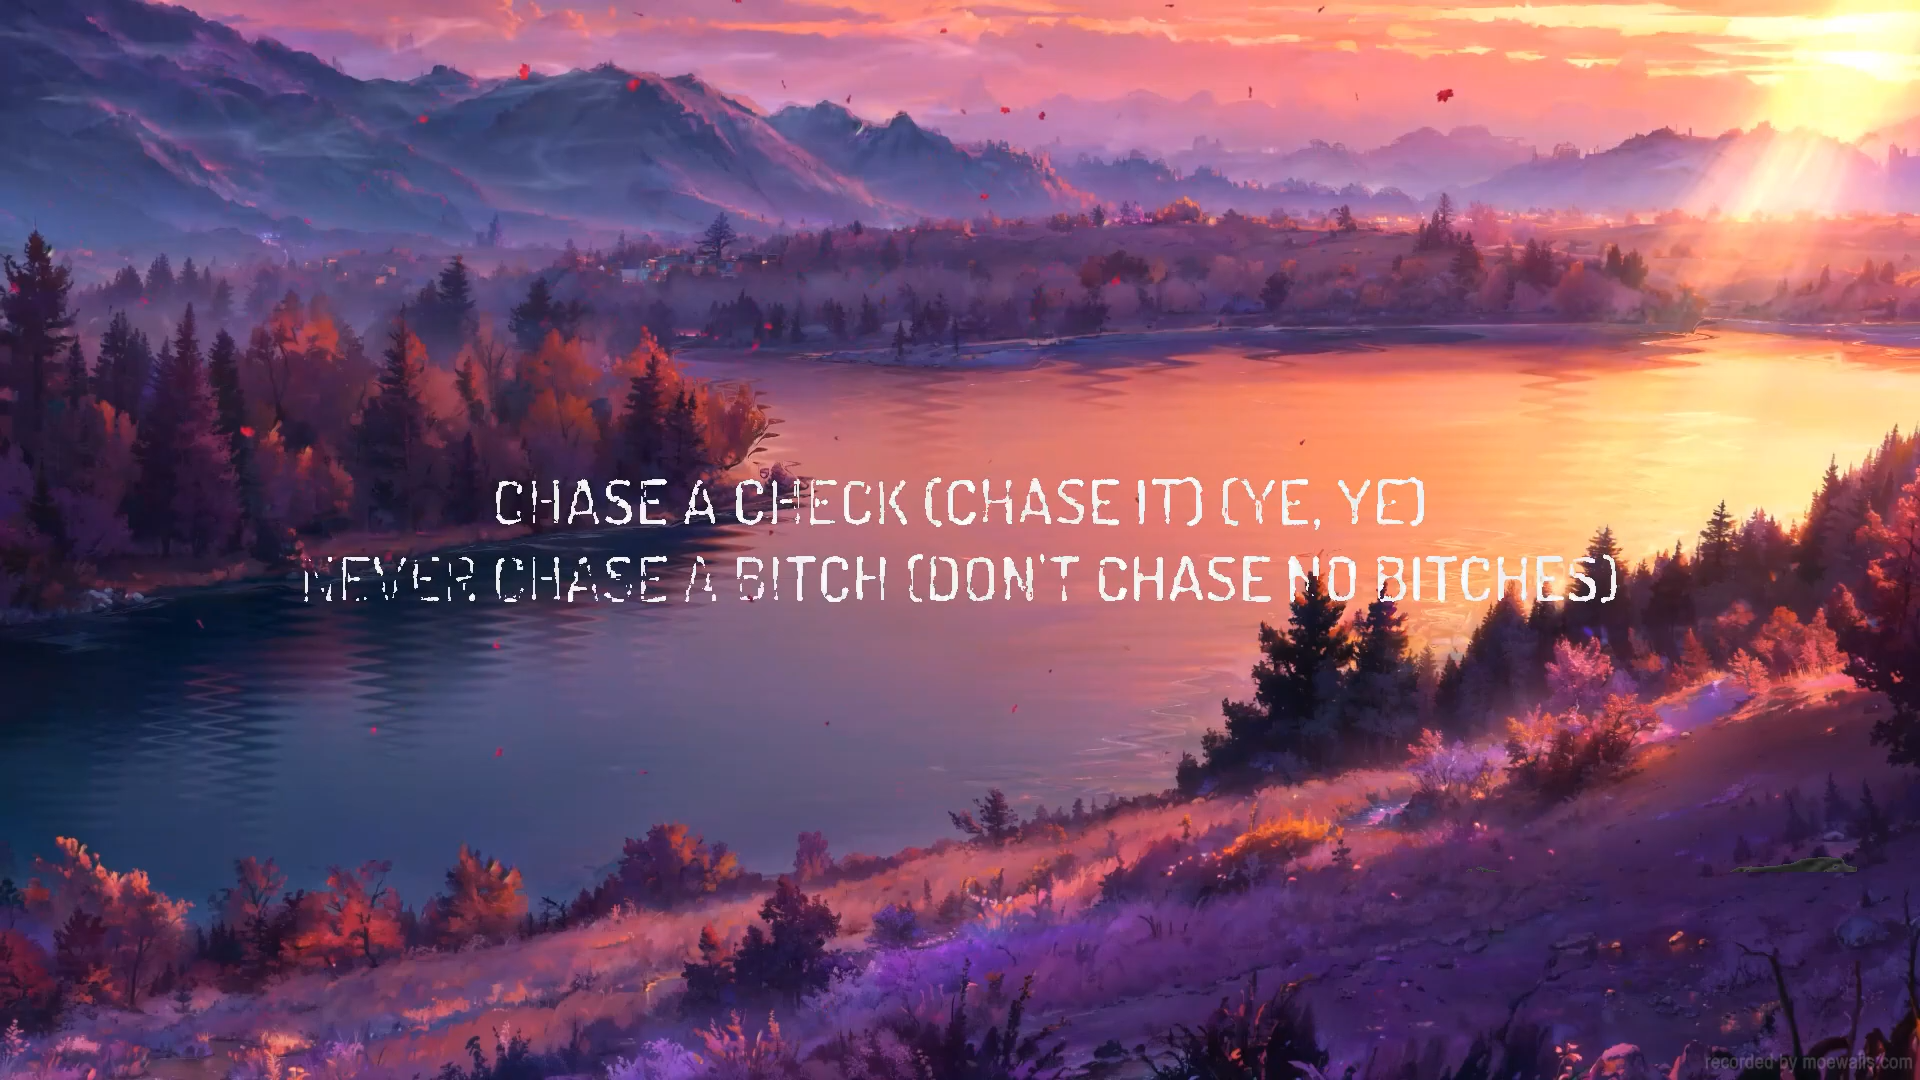 CHASE A CHECK (CHASE IT) (YE, YE)
NEVER CHASE A BITCH (DON'T CHASE NO BITCHES)
recorded by moewalls.com